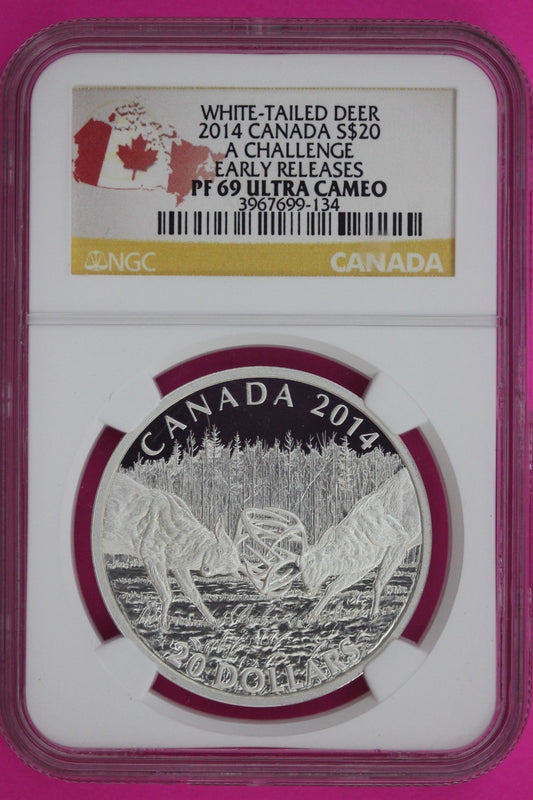 WHITE-TAILED DEER
2014 CANADA S$20
A CHALLENGE
EARLY RELEASES
PF 69 ULTRA CAMEO
3967699-134
NGC
CANADA
CANADA 2014
DMC
20 DOLLARS